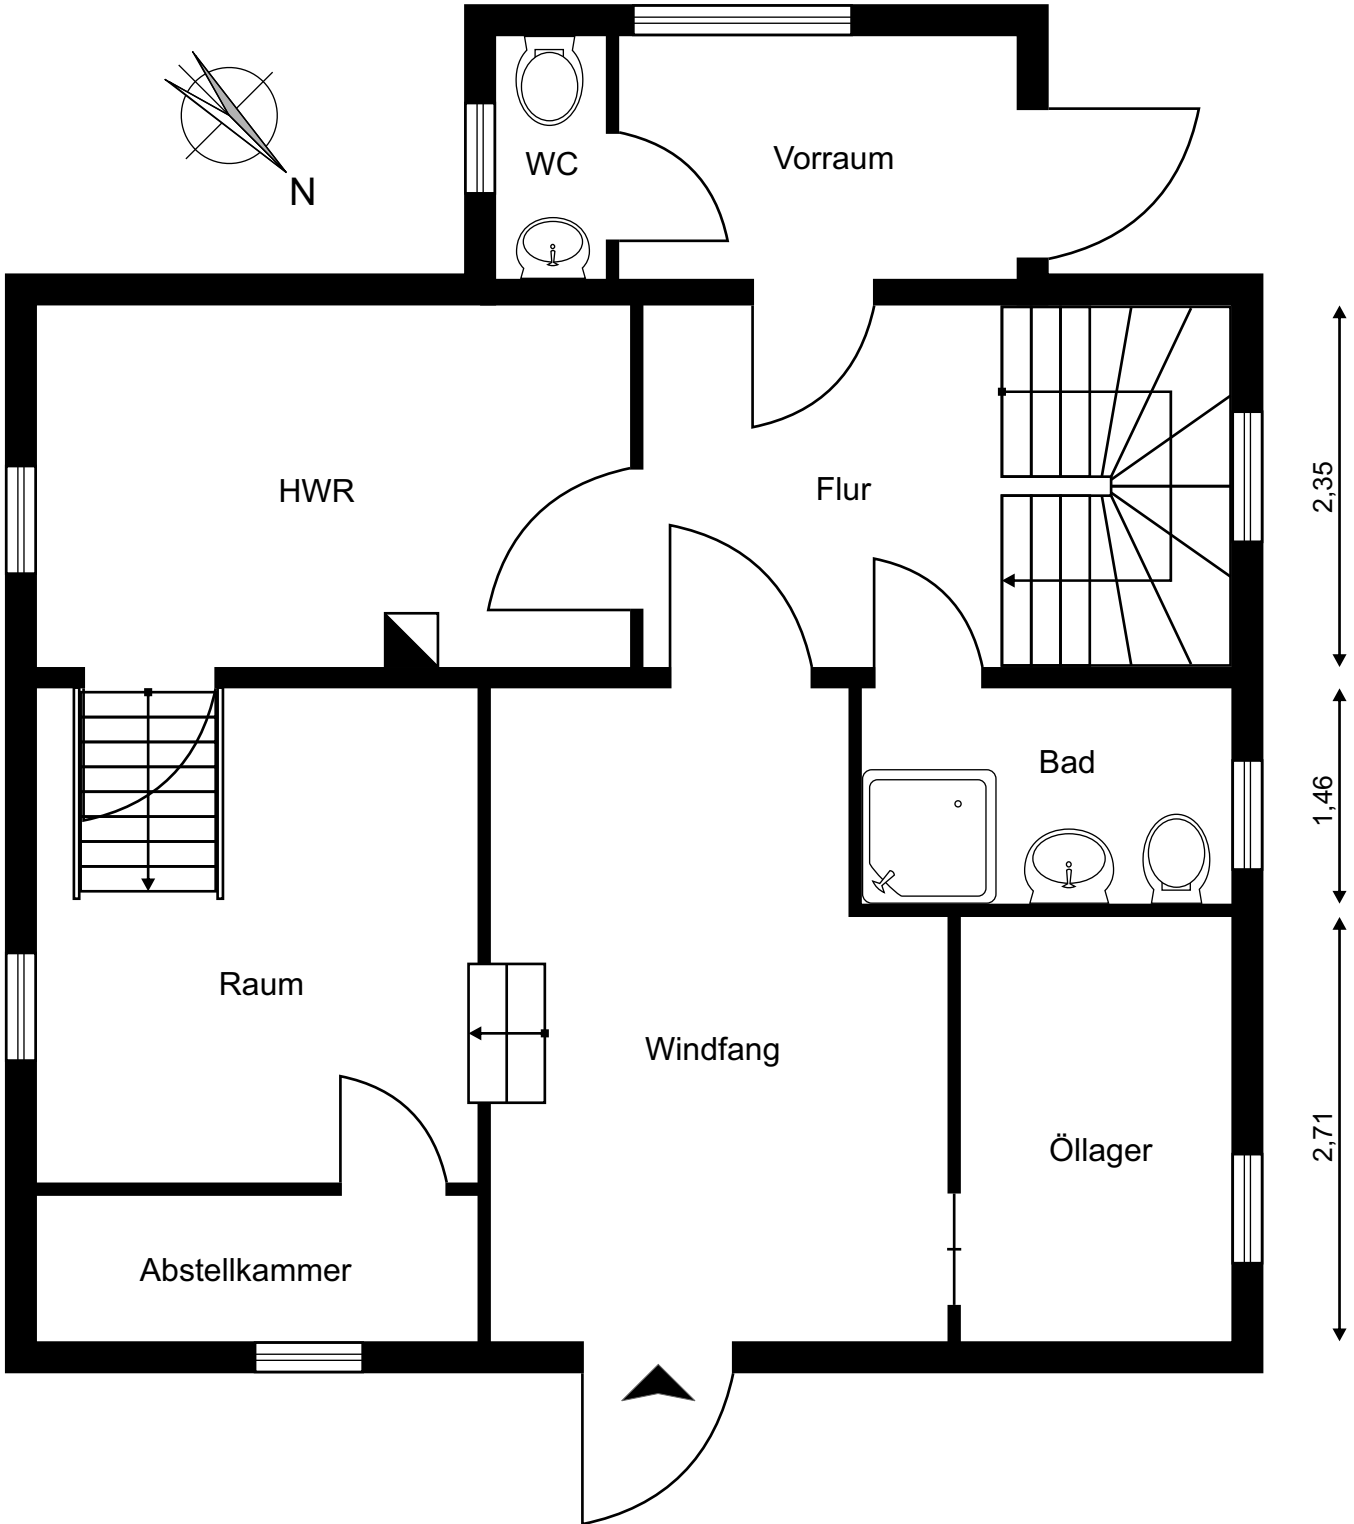 WC
Vorraum
N
HWR
Flur
2,35
Bad
1,46
Raum
Windfang
Öllager
2,71
Abstellkammer